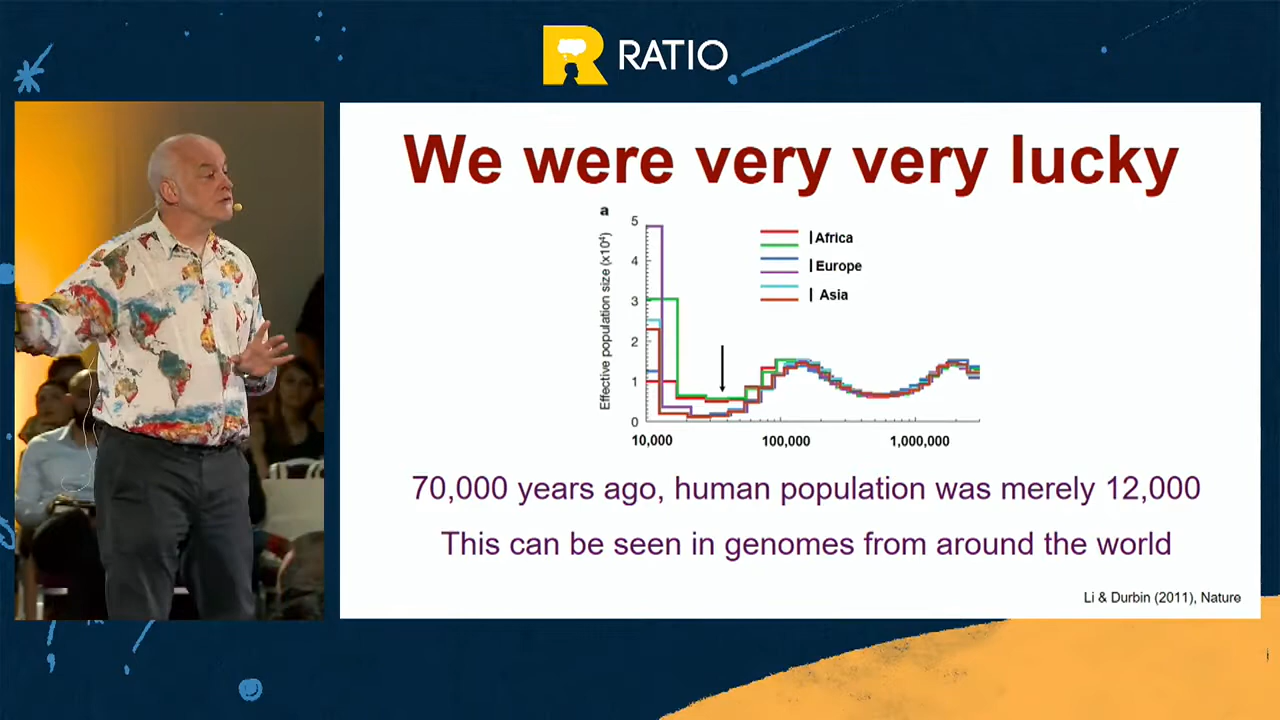 RATIO
We were very very lucky
a
Effective population size (x10⁴)
5
4
3
2
1
0
Africa
Europe
Asia
10,000
100,000
1,000,000
70,000 years ago, human population was merely 12,000
This can be seen in genomes from around the world
Li & Durbin (2011), Nature